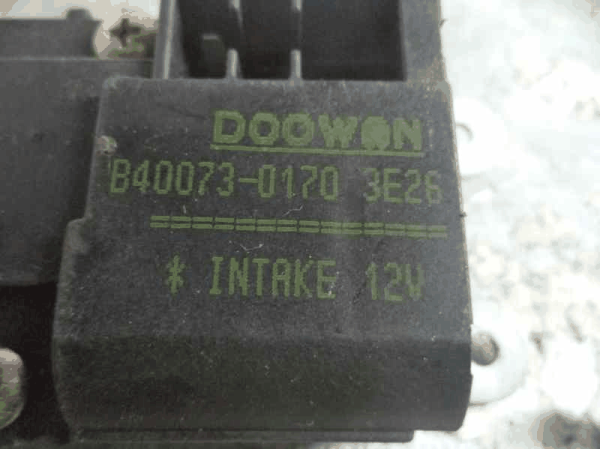 DOOWON
B40073-0170 3E26
===============
* INTAKE 12V